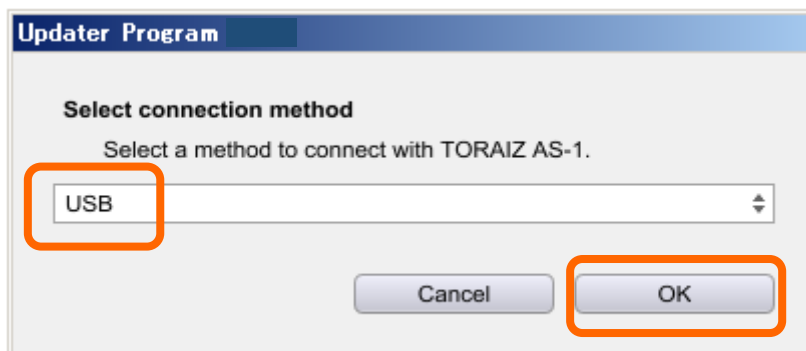 Updater Program
Select connection method
Select a method to connect with TORAIZ AS-1.
USB
Cancel OK